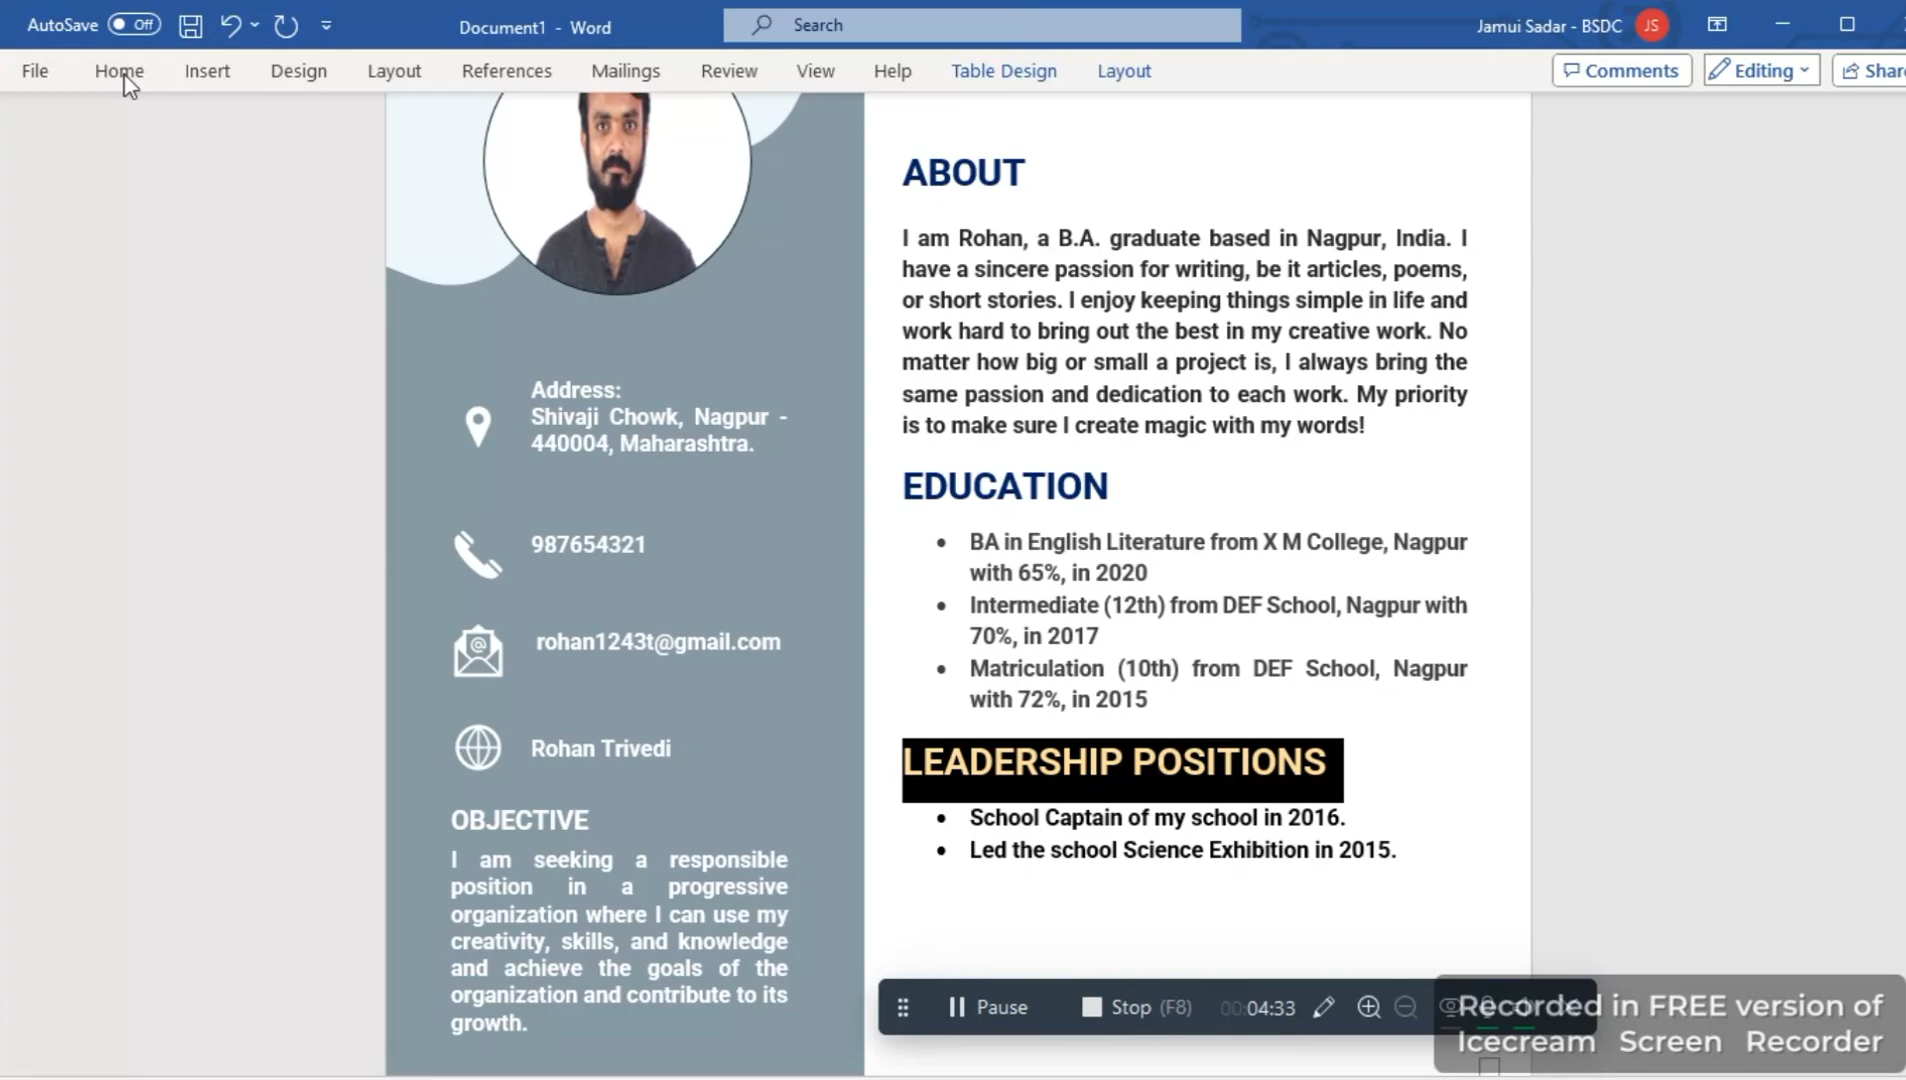 AutoSave Off Document1 - Word Search Jamui Sadar - BSDC JS
File Home Insert Design Layout References Mailings Review View Help Table Design Layout Comments Editing
Address:
Shivaji Chowk, Nagpur -
440004, Maharashtra.
987654321
@
rohan1243t@gmail.com
Rohan Trivedi
OBJECTIVE
I am seeking a responsible
position in a progressive
organization where I can use my
creativity, skills, and knowledge
and achieve the goals of the
organization and contribute to its
growth.
ABOUT
I am Rohan, a B.A. graduate based in Nagpur, India. I
have a sincere passion for writing, be it articles, poems,
or short stories. I enjoy keeping things simple in life and
work hard to bring out the best in my creative work. No
matter how big or small a project is, I always bring the
same passion and dedication to each work. My priority
is to make sure I create magic with my words!
EDUCATION
• BA in English Literature from X M College, Nagpur
with 65%, in 2020
• Intermediate (12th) from DEF School, Nagpur with
70%, in 2017
• Matriculation (10th) from DEF School, Nagpur
with 72%, in 2015
LEADERSHIP POSITIONS
• School Captain of my school in 2016.
• Led the school Science Exhibition in 2015.
Pause Stop (F8) 00:04:33
Recorded in FREE version of
Icecream Screen Recorder